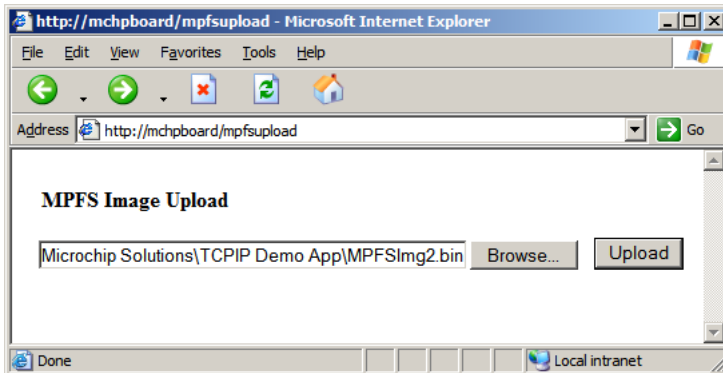 http://mchpboard/mpfsupload - Microsoft Internet Explorer
File Edit View Favorites Tools Help
Address http://mchpboard/mpfsupload Go
MPFS Image Upload
Microchip Solutions\TCPIP Demo App\MPFSImg2.bin Browse... Upload
Done Local intranet